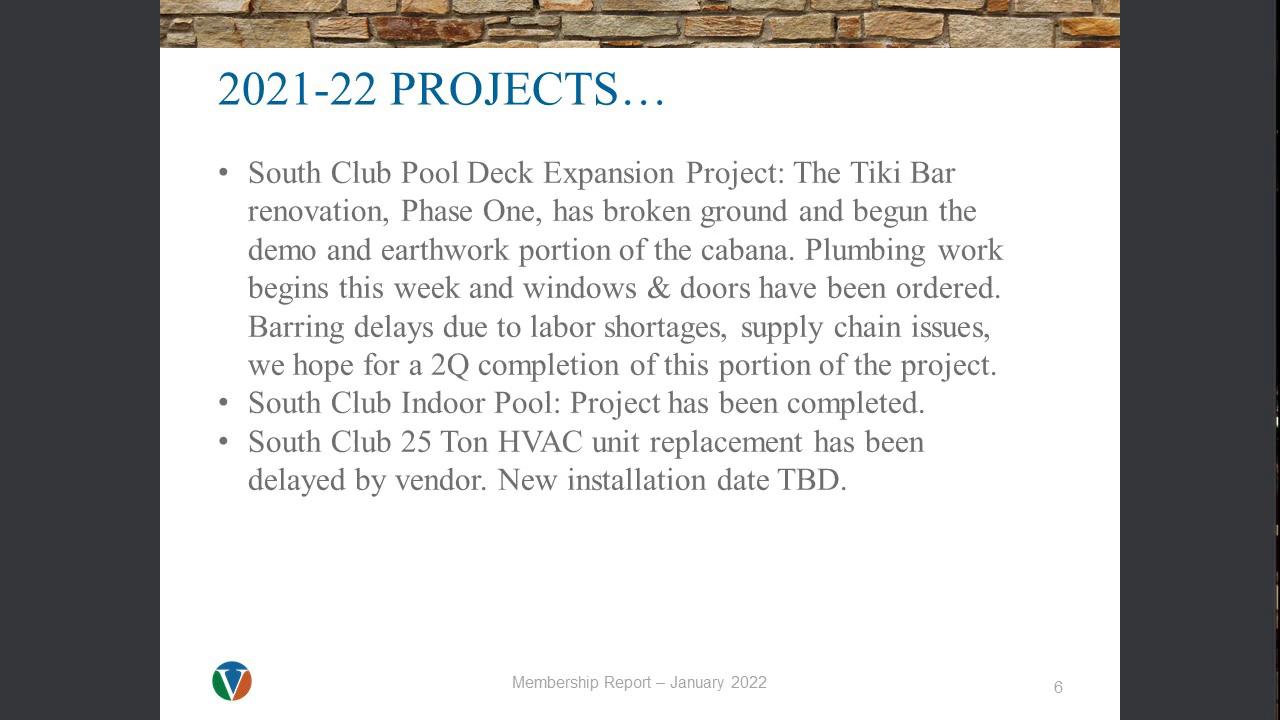 2021-22 PROJECTS…
• South Club Pool Deck Expansion Project: The Tiki Bar
renovation, Phase One, has broken ground and begun the
demo and earthwork portion of the cabana. Plumbing work
begins this week and windows & doors have been ordered.
Barring delays due to labor shortages, supply chain issues,
we hope for a 2Q completion of this portion of the project.
• South Club Indoor Pool: Project has been completed.
• South Club 25 Ton HVAC unit replacement has been
delayed by vendor. New installation date TBD.
V
Membership Report – January 2022
6